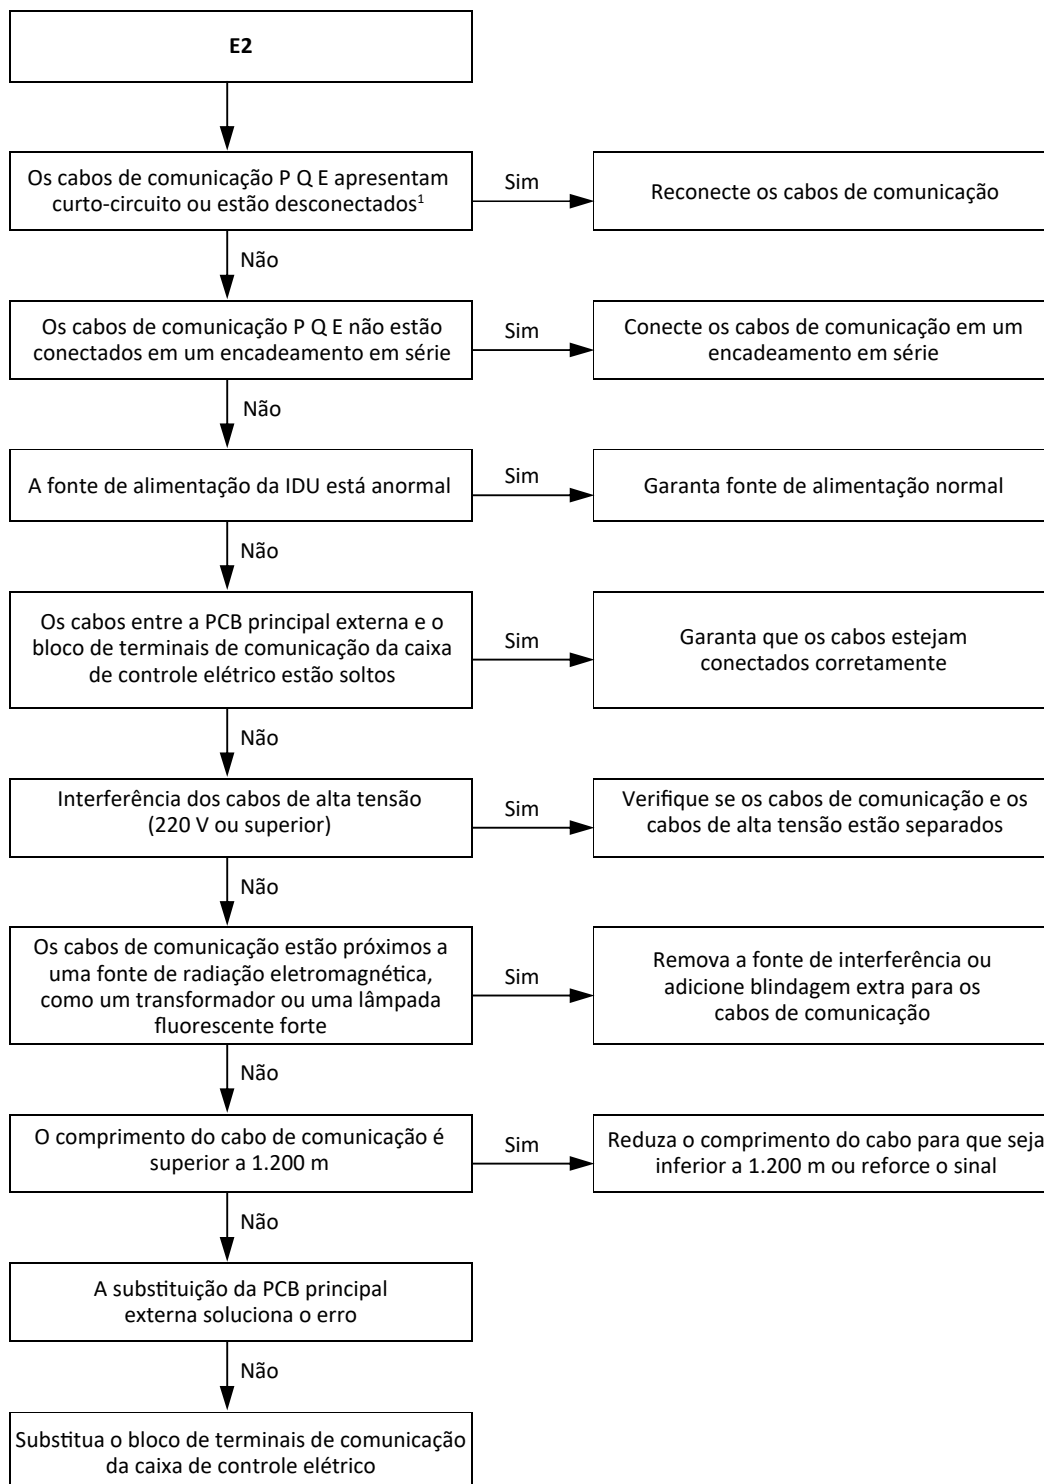 E2
Os cabos de comunicação P Q E apresentam
curto-circuito ou estão desconectados¹
Sim
Reconecte os cabos de comunicação
Não
Os cabos de comunicação P Q E não estão
conectados em um encadeamento em série
Sim
Conecte os cabos de comunicação em um
encadeamento em série
Não
A fonte de alimentação da IDU está anormal
Sim
Garanta fonte de alimentação normal
Não
Os cabos entre a PCB principal externa e o
bloco de terminais de comunicação da caixa
de controle elétrico estão soltos
Sim
Garanta que os cabos estejam
conectados corretamente
Não
Interferência dos cabos de alta tensão
(220 V ou superior)
Sim
Verifique se os cabos de comunicação e os
cabos de alta tensão estão separados
Não
Os cabos de comunicação estão próximos a
uma fonte de radiação eletromagnética,
como um transformador ou uma lâmpada
fluorescente forte
Sim
Remova a fonte de interferência ou
adicione blindagem extra para os
cabos de comunicação
Não
O comprimento do cabo de comunicação é
superior a 1.200 m
Sim
Reduza o comprimento do cabo para que seja
inferior a 1.200 m ou reforce o sinal
Não
A substituição da PCB principal
externa soluciona o erro
Não
Substitua o bloco de terminais de comunicação
da caixa de controle elétrico